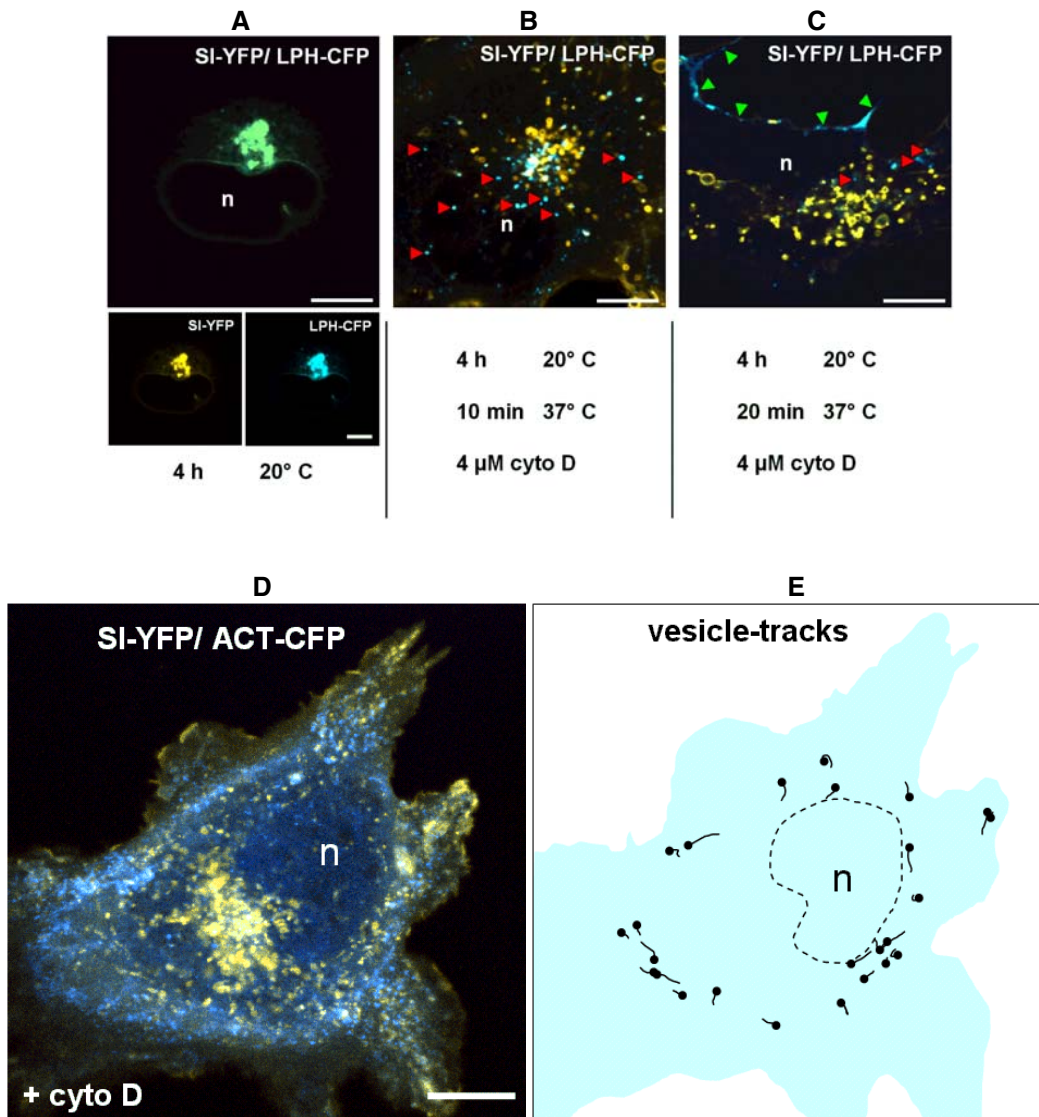 A
B
C
SI-YFP/ LPH-CFP
SI-YFP/ LPH-CFP
SI-YFP/ LPH-CFP
n
n
n
SI-YFP
LPH-CFP
4 h 20° C
4 h 20° C
10 min 37° C
4 µM cyto D
4 h 20° C
20 min 37° C
4 µM cyto D
D
E
SI-YFP/ ACT-CFP
n
+ cyto D
vesicle-tracks
n